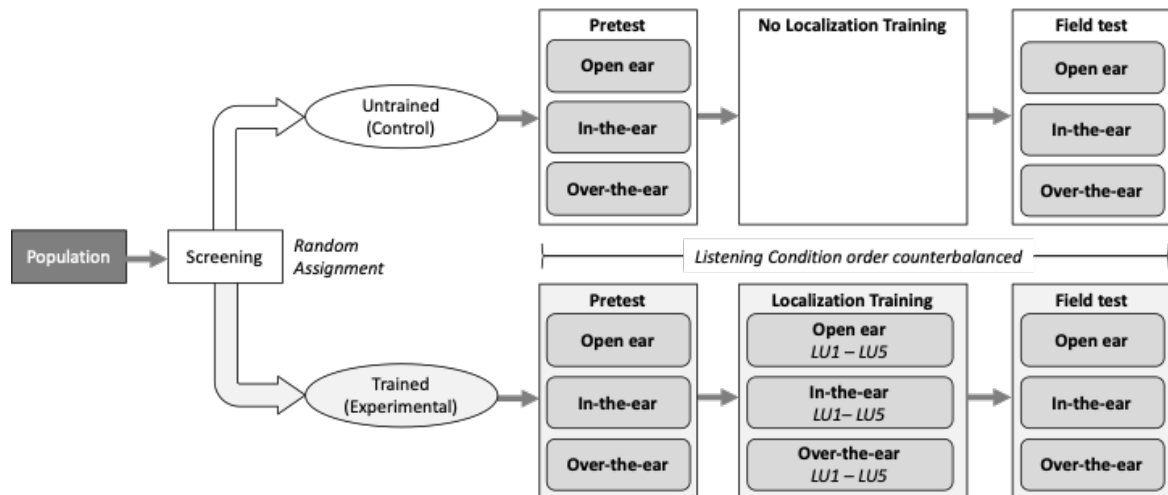 Pretest
Open ear
In-the-ear
Over-the-ear
No Localization Training
Field test
Open ear
In-the-ear
Over-the-ear
Untrained
(Control)
Population
Screening
Random
Assignment
Listening Condition order counterbalanced
Trained
(Experimental)
Pretest
Open ear
In-the-ear
Over-the-ear
Localization Training
Open ear
LU1 – LU5
In-the-ear
LU1– LU5
Over-the-ear
LU1 – LU5
Field test
Open ear
In-the-ear
Over-the-ear